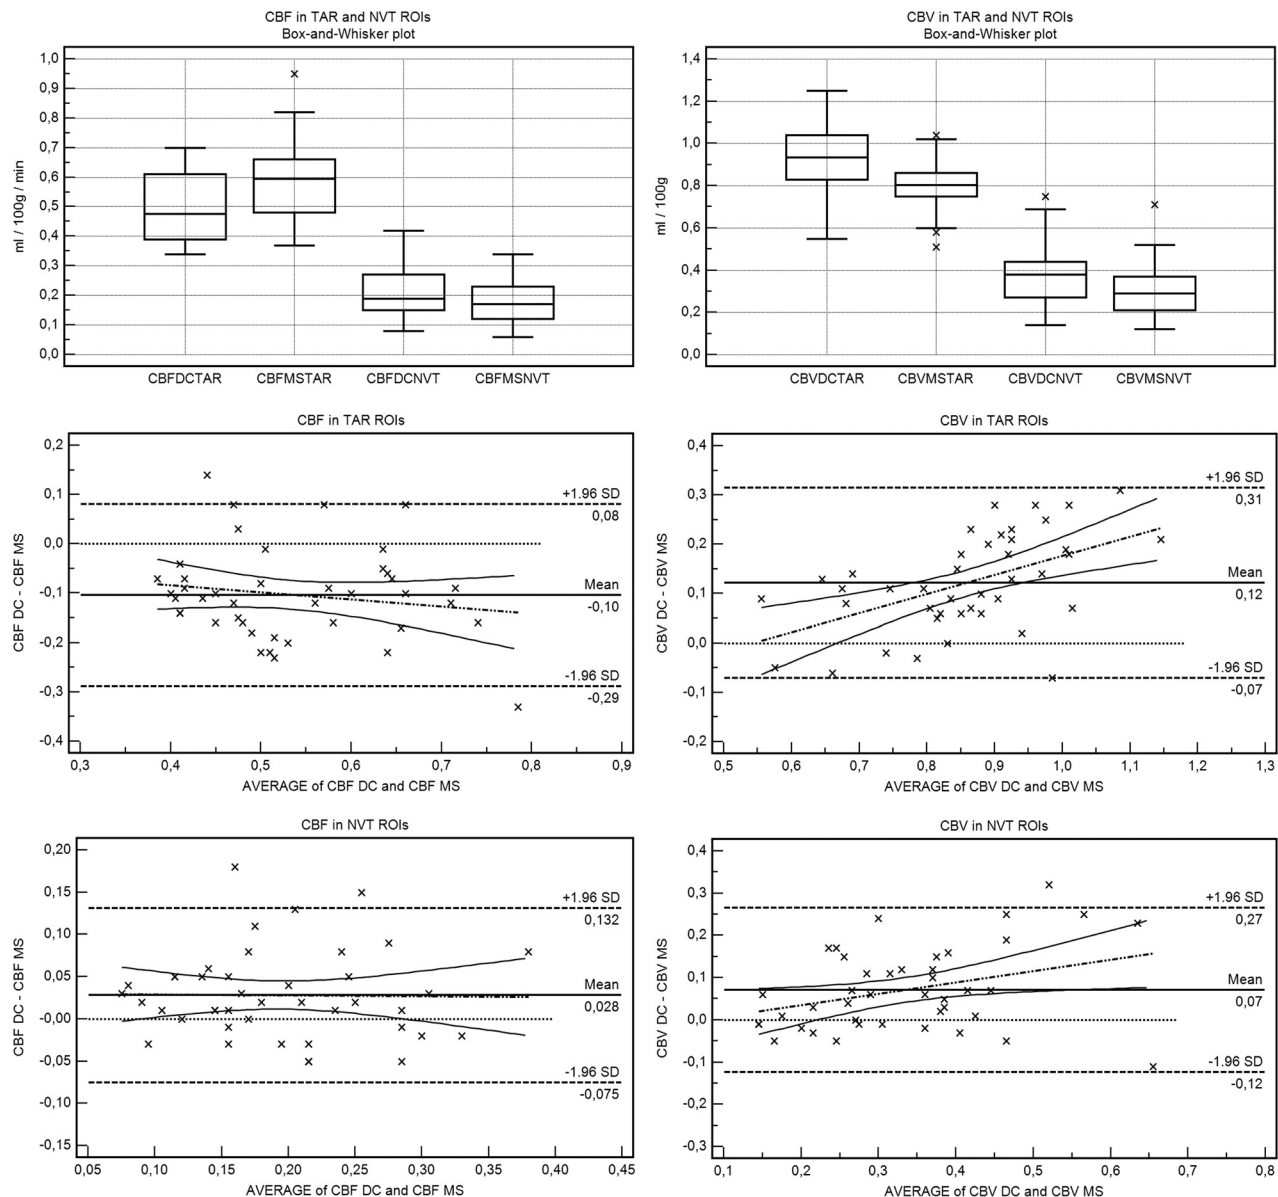 CBF in TAR and NVT ROIs
Box-and-Whisker plot
1,0
0,9
0,8
0,7
0,6
0,5
0,4
0,3
0,2
0,1
0,0
ml / 100g / min
CBFDCTAR CBFMSTAR CBFDCNVT CBFMSNVT
CBV in TAR and NVT ROIs
Box-and-Whisker plot
1,4
1,2
1,0
0,8
0,6
0,4
0,2
0,0
ml / 100g
CBVDCTAR CBVMSTAR CBVDCNVT CBVMSNVT
CBF in TAR ROIs
0,2
0,1
0,0
-0,1
-0,2
-0,3
-0,4
CBF DC - CBF MS
+1.96 SD
0,08
Mean
-0,10
-1.96 SD
-0,29
0,3 0,4 0,5 0,6 0,7 0,8 0,9
AVERAGE of CBF DC and CBF MS
CBV in TAR ROIs
0,4
0,3
0,2
0,1
0,0
-0,1
-0,2
CBV DC - CBV MS
+1.96 SD
0,31
Mean
0,12
-1.96 SD
-0,07
0,5 0,6 0,7 0,8 0,9 1,0 1,1 1,2 1,3
AVERAGE of CBV DC and CBV MS
CBF in NVT ROIs
0,20
0,15
0,10
0,05
-0,00
-0,05
-0,10
-0,15
CBF DC - CBF MS
+1.96 SD
0,132
Mean
0,028
-1.96 SD
-0,075
0,05 0,10 0,15 0,20 0,25 0,30 0,35 0,40 0,45
AVERAGE of CBF DC and CBF MS
CBV in NVT ROIs
0,4
0,3
0,2
0,1
0,0
-0,1
-0,2
-0,3
CBV DC - CBV MS
+1.96 SD
0,27
Mean
0,07
-1.96 SD
-0,12
0,1 0,2 0,3 0,4 0,5 0,6 0,7 0,8
AVERAGE of CBV DC and CBV MS